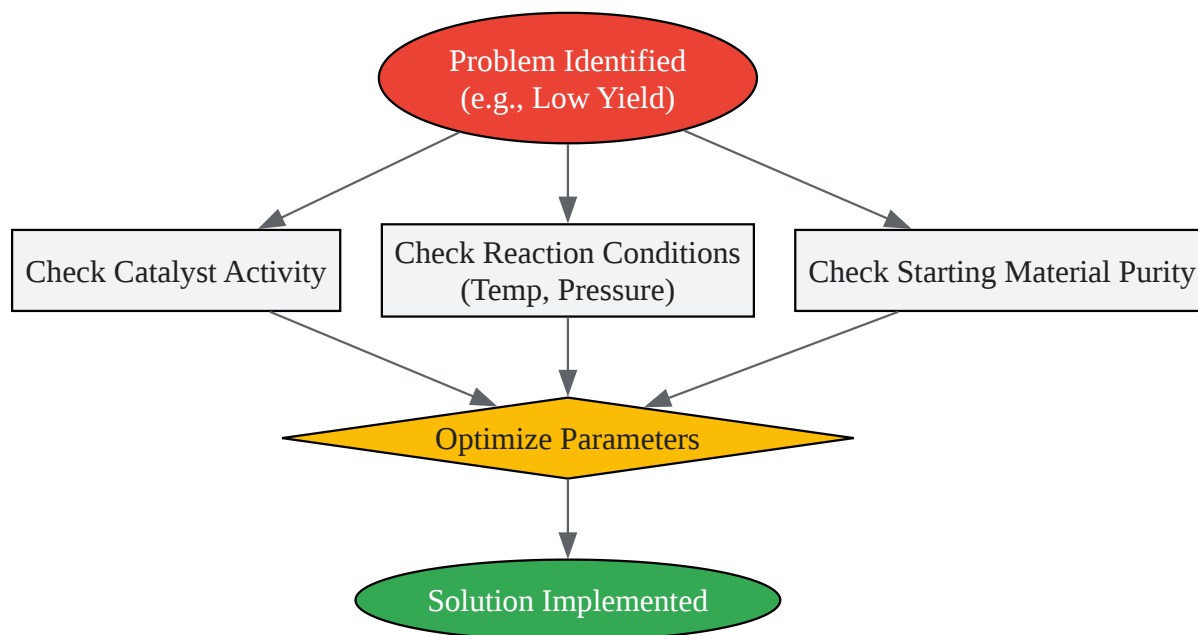 Problem Identified
(e.g., Low Yield)
Check Catalyst Activity
Check Reaction Conditions
(Temp, Pressure)
Check Starting Material Purity
Optimize Parameters
Solution Implemented